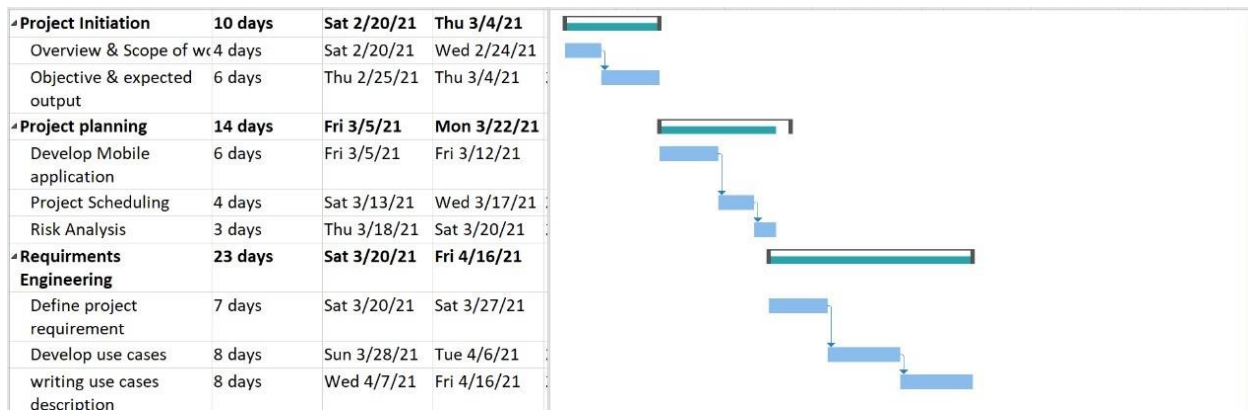 Project Initiation 10 days Sat 2/20/21 Thu 3/4/21
Overview & Scope of wo 4 days Sat 2/20/21 Wed 2/24/21
Objective & expected 6 days Thu 2/25/21 Thu 3/4/21
output
Project planning 14 days Fri 3/5/21 Mon 3/22/21
Develop Mobile 6 days Fri 3/5/21 Fri 3/12/21
application
Project Scheduling 4 days Sat 3/13/21 Wed 3/17/21
Risk Analysis 3 days Thu 3/18/21 Sat 3/20/21
Requirments 23 days Sat 3/20/21 Fri 4/16/21
Engineering
Define project 7 days Sat 3/20/21 Sat 3/27/21
requirement
Develop use cases 8 days Sun 3/28/21 Tue 4/6/21
writing use cases 8 days Wed 4/7/21 Fri 4/16/21
description